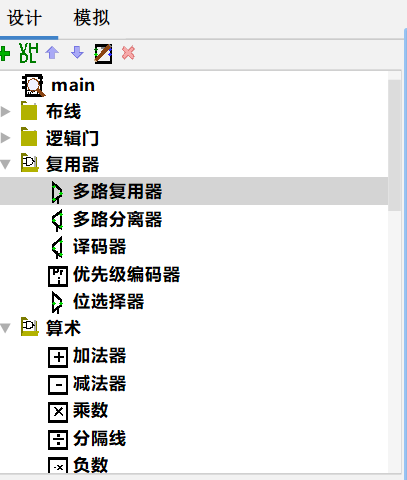 设计 模拟
VHDL
main
布线
逻辑门
复用器
多路复用器
多路分离器
译码器
Pri 优先级编码器
位选择器
算术
加法器
减法器
乘数
分隔线
负数